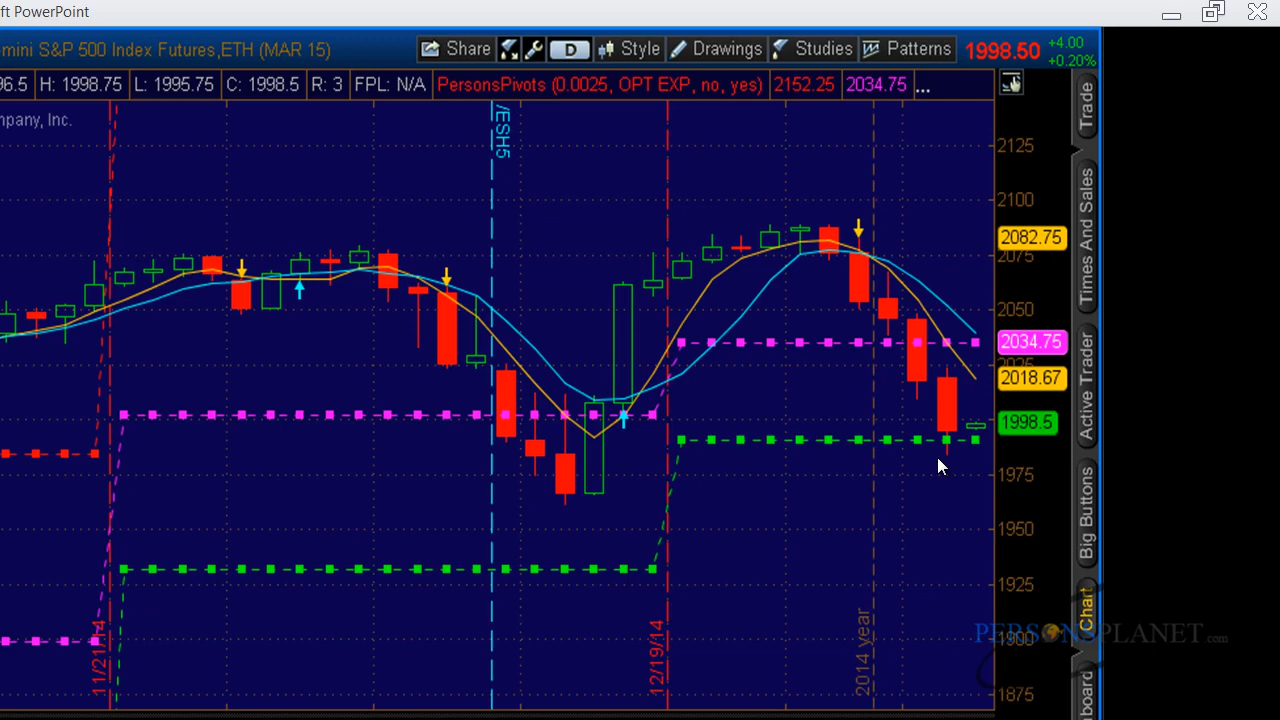 ft PowerPoint
mini S&P 500 Index Futures,ETH (MAR 15)
Share
D
Style
Drawings
Studies
Patterns
1998.50
+4.00
+0.20%
96.5
H: 1998.75
L: 1995.75
C: 1998.5
R: 3
FPL: N/A
PersonsPivots (0.0025, OPT EXP, no, yes)
2152.25
2034.75
...
mpany, Inc.
/ESH5
2125
2100
2082.75
2075
2050
2034.75
2025
2018.67
1998.5
1975
1950
1925
1900
1875
11/21/14
12/19/14
2014 year
Trade
Times And Sales
Active Trader
Big Buttons
Chart
board
PERSONSPLANET.com